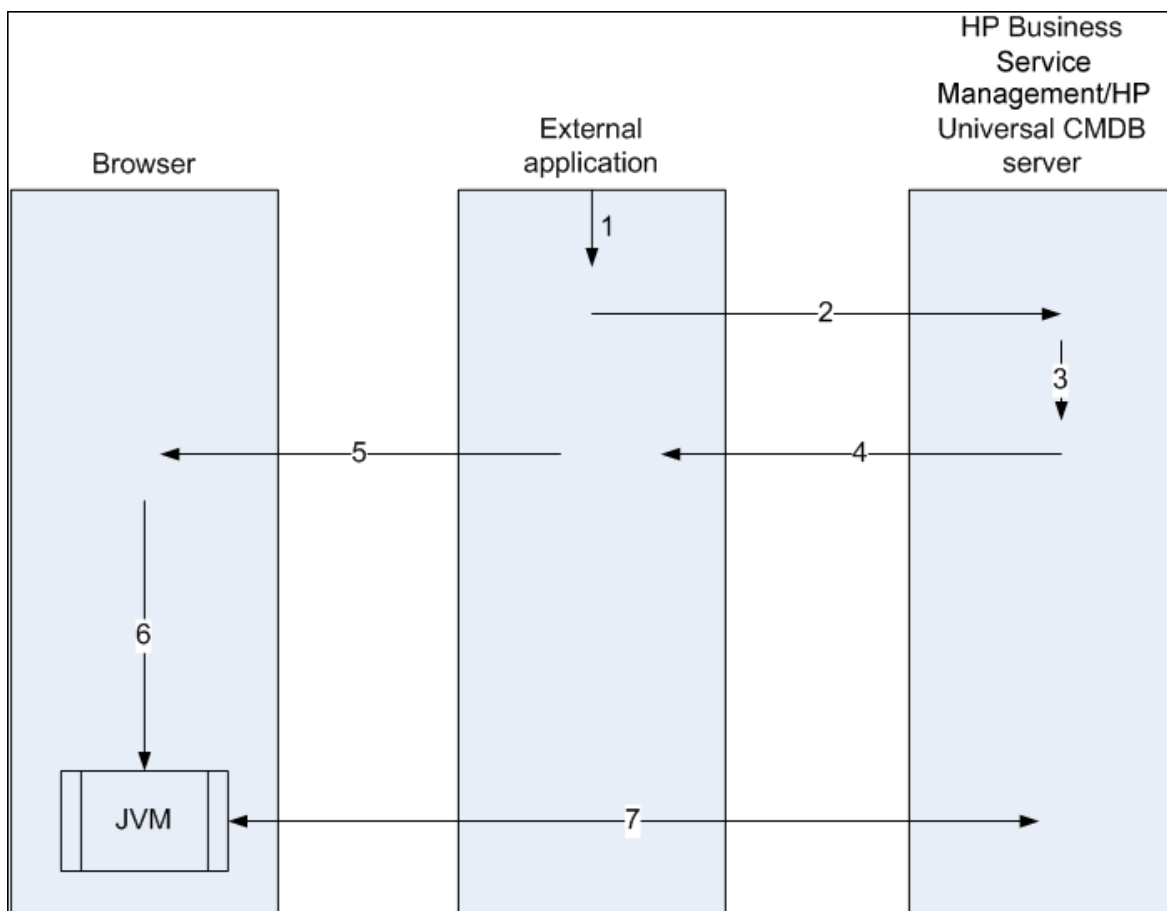 HP Business
Service
Management/HP
Universal CMDB
server
External
application
Browser
1
2
3
5
4
6
JVM
7